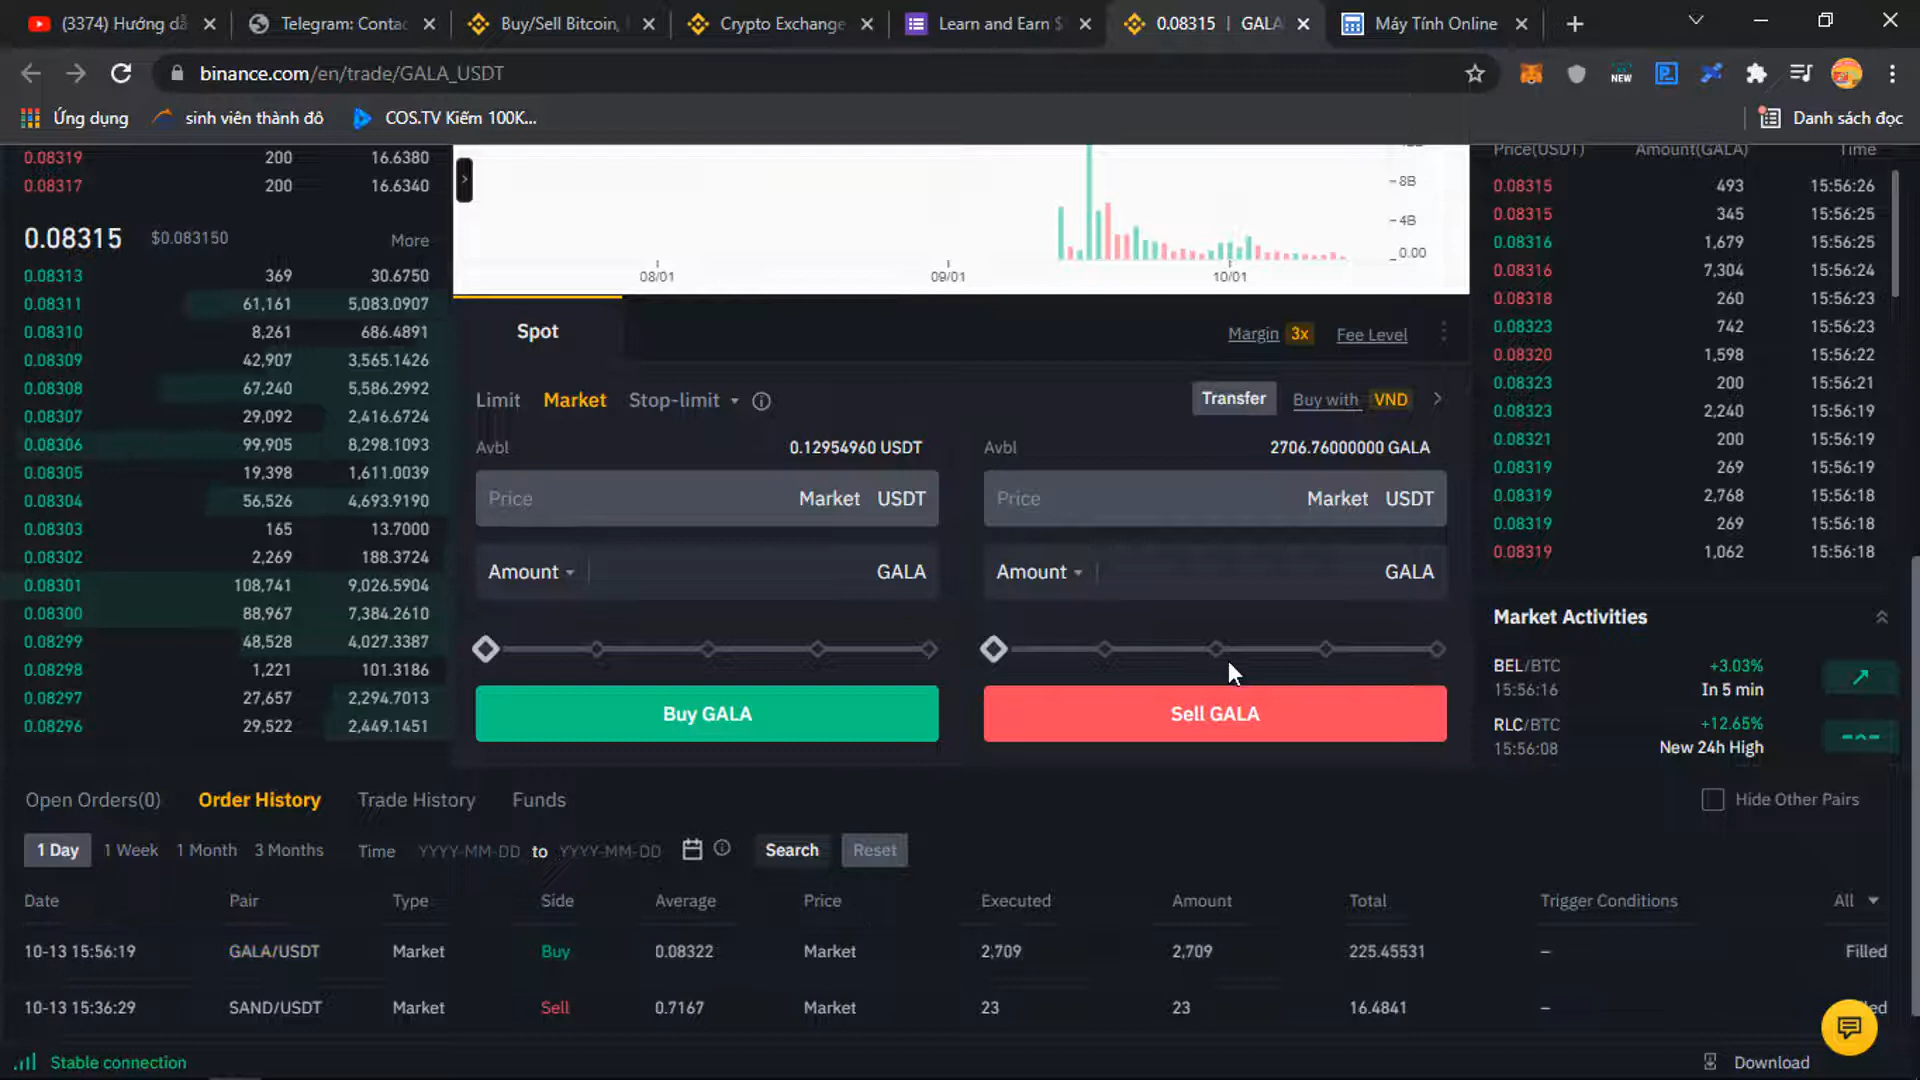 (3374) Hướng dẫ
Telegram: Contac
Buy/Sell Bitcoin,
Crypto Exchange
Learn and Earn $
0.08315 | GALA
Máy Tính Online
binance.com/en/trade/GALA_USDT
NEW
Ứng dụng
sinh viên thành đô
COS.TV Kiếm 100K...
Danh sách đọc
0.08319 200 16.6380
0.08317 200 16.6340
0.08315 $0.083150 More
0.08313 369 30.6750
0.08311 61,161 5,083.0907
0.08310 8,261 686.4891
0.08309 42,907 3,565.1426
0.08308 67,240 5,586.2992
0.08307 29,092 2,416.6724
0.08306 99,905 8,298.1093
0.08305 19,398 1,611.0039
0.08304 56,526 4,693.9190
0.08303 165 13.7000
0.08302 2,269 188.3724
0.08301 108,741 9,026.5904
0.08300 88,967 7,384.2610
0.08299 48,528 4,027.3387
0.08298 1,221 101.3186
0.08297 27,657 2,294.7013
0.08296 29,522 2,449.1451
8B
4B
0.00
08/01 09/01 10/01
Spot
Margin 3x Fee Level
Limit Market Stop-limit
Transfer Buy with VND
Avbl 0.12954960 USDT
Price Market USDT
Amount GALA
Buy GALA
Avbl 2706.76000000 GALA
Price Market USDT
Amount GALA
Sell GALA
Price(USDT) Amount(GALA) Time
0.08315 493 15:56:26
0.08315 345 15:56:25
0.08316 1,679 15:56:25
0.08316 7,304 15:56:24
0.08318 260 15:56:23
0.08323 742 15:56:23
0.08320 1,598 15:56:22
0.08323 200 15:56:21
0.08323 2,240 15:56:19
0.08321 200 15:56:19
0.08319 269 15:56:19
0.08319 2,768 15:56:18
0.08319 269 15:56:18
0.08319 1,062 15:56:18
Market Activities
BEL/BTC +3.03%
15:56:16 In 5 min
RLC/BTC +12.65%
15:56:08 New 24h High
Open Orders(0) Order History Trade History Funds
Hide Other Pairs
1 Day 1 Week 1 Month 3 Months Time YYYY-MM-DD to YYYY-MM-DD Search Reset
Date Pair Type Side Average Price Executed Amount Total Trigger Conditions All
10-13 15:56:19 GALA/USDT Market Buy 0.08322 Market 2,709 2,709 225.45531 – Filled
10-13 15:36:29 SAND/USDT Market Sell 0.7167 Market 23 23 16.4841 –
Stable connection
Download